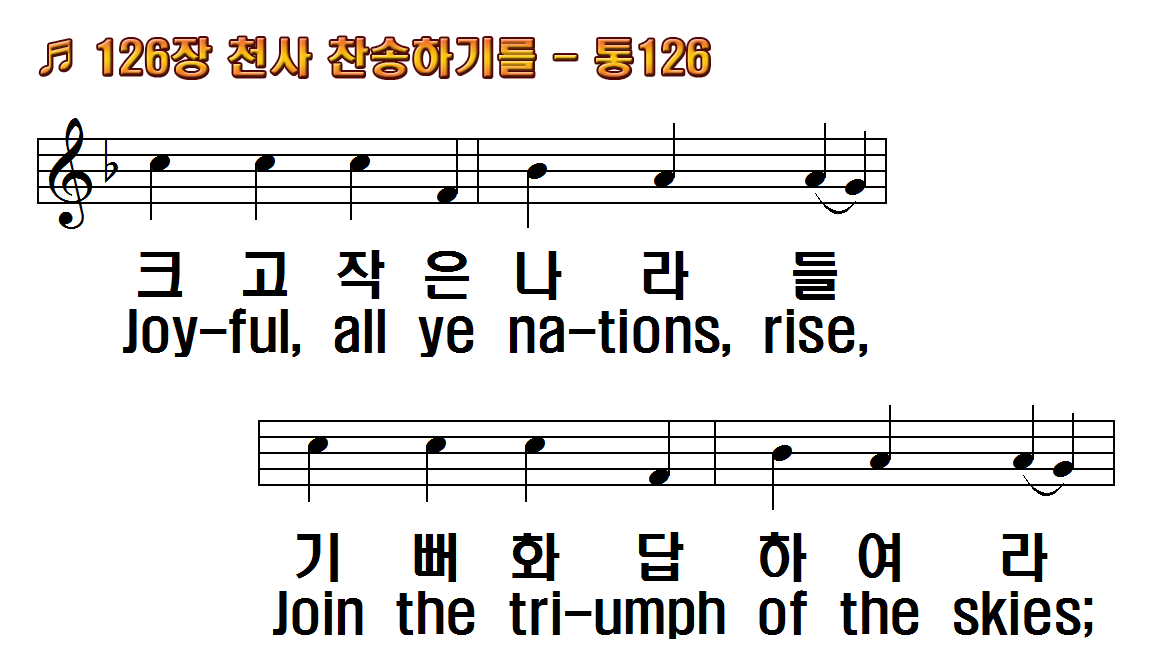 ♬ 126장 천사 찬송하기를 - 통126
크 고 작 은 나 라 들
Joy-ful, all ye na-tions, rise,
기 뻐 화 답 하 여 라
Join the tri-umph of the skies;